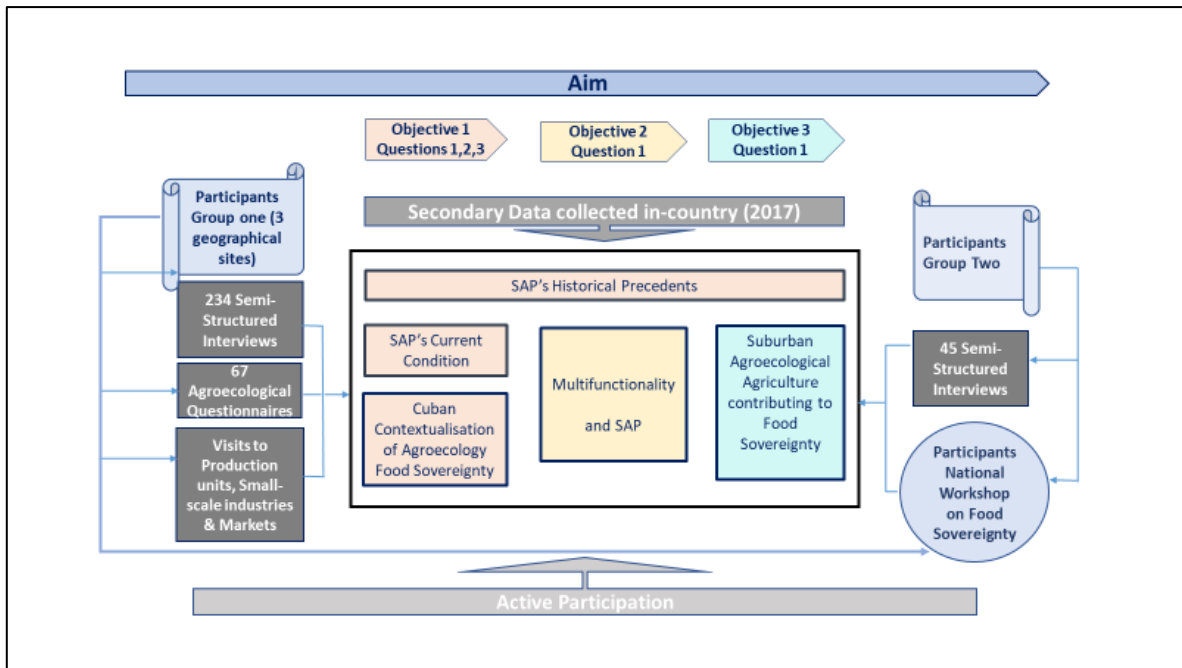 Aim
Objective 1
Questions 1,2,3
Objective 2
Question 1
Objective 3
Question 1
Participants
Group one (3
geographical
sites)
Secondary Data collected in-country (2017)
Participants
Group Two
SAP's Historical Precedents
234 Semi-
Structured
Interviews
SAP's Current
Condition
Multifunctionality
and SAP
Suburban
Agroecological
Agriculture
contributing to
Food
Sovereignty
45 Semi-
Structured
Interviews
67
Agroecological
Questionnaires
Cuban
Contextualisation
of Agroecology
Food Sovereignty
Visits to
Production
units, Small-
scale industries
& Markets
Participants
National
Workshop
on Food
Sovereignty
Active Participation